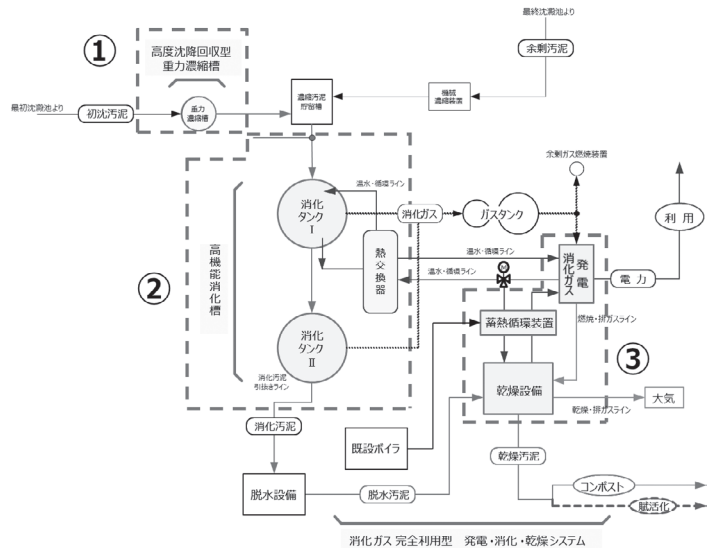 最終沈澱池より
余剰汚泥
①
高度沈降回収型
重力濃縮槽
最初沈澱池より
初沈汚泥
重力
濃縮槽
濃縮汚泥
貯留槽
機械
濃縮装置
②
高機能消化槽
消化
タンク
Ⅰ
温水・循環ライン
消化ガス
ガスタンク
余剰ガス燃焼装置
利用
熱交換器
温水・循環ライン
温水・循環ライン
消化ガス
発電
電力
燃焼・排ガスライン
蓄熱循環装置
③
消化
タンク
Ⅱ
消化汚泥
引抜きライン
乾燥設備
大気
乾燥・排ガスライン
消化汚泥
既設ボイラ
乾燥汚泥
脱水設備
脱水汚泥
コンポスト
賦活化
消化ガス 完全利用型 発電・消化・乾燥システム